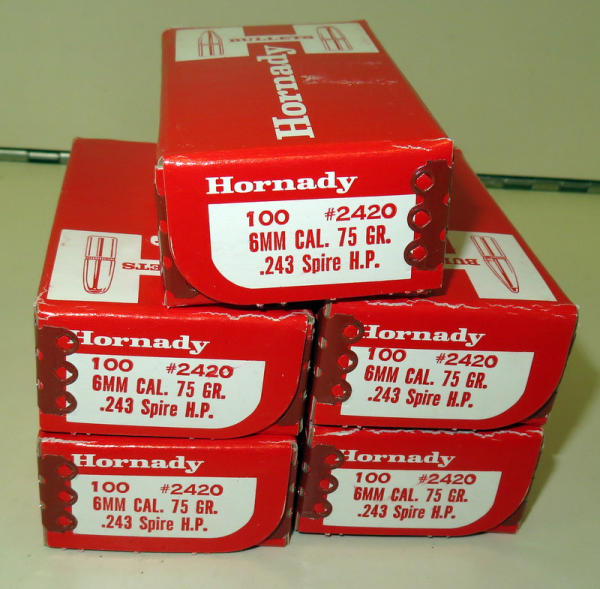 BULLETS
Hornady
Hornady
100 #2420
6MM CAL. 75 GR.
.243 Spire H.P.
Hornady
100 #2420
6MM CAL. 75 GR.
.243 Spire H.P.
Hornady
100 #2420
6MM CAL. 75 GR.
.243 Spire H.P.
Hornady
100 #2420
6MM CAL. 75 GR.
.243 Spire H.P.
Hornady
100 #2420
6MM CAL. 75 GR.
.243 Spire H.P.